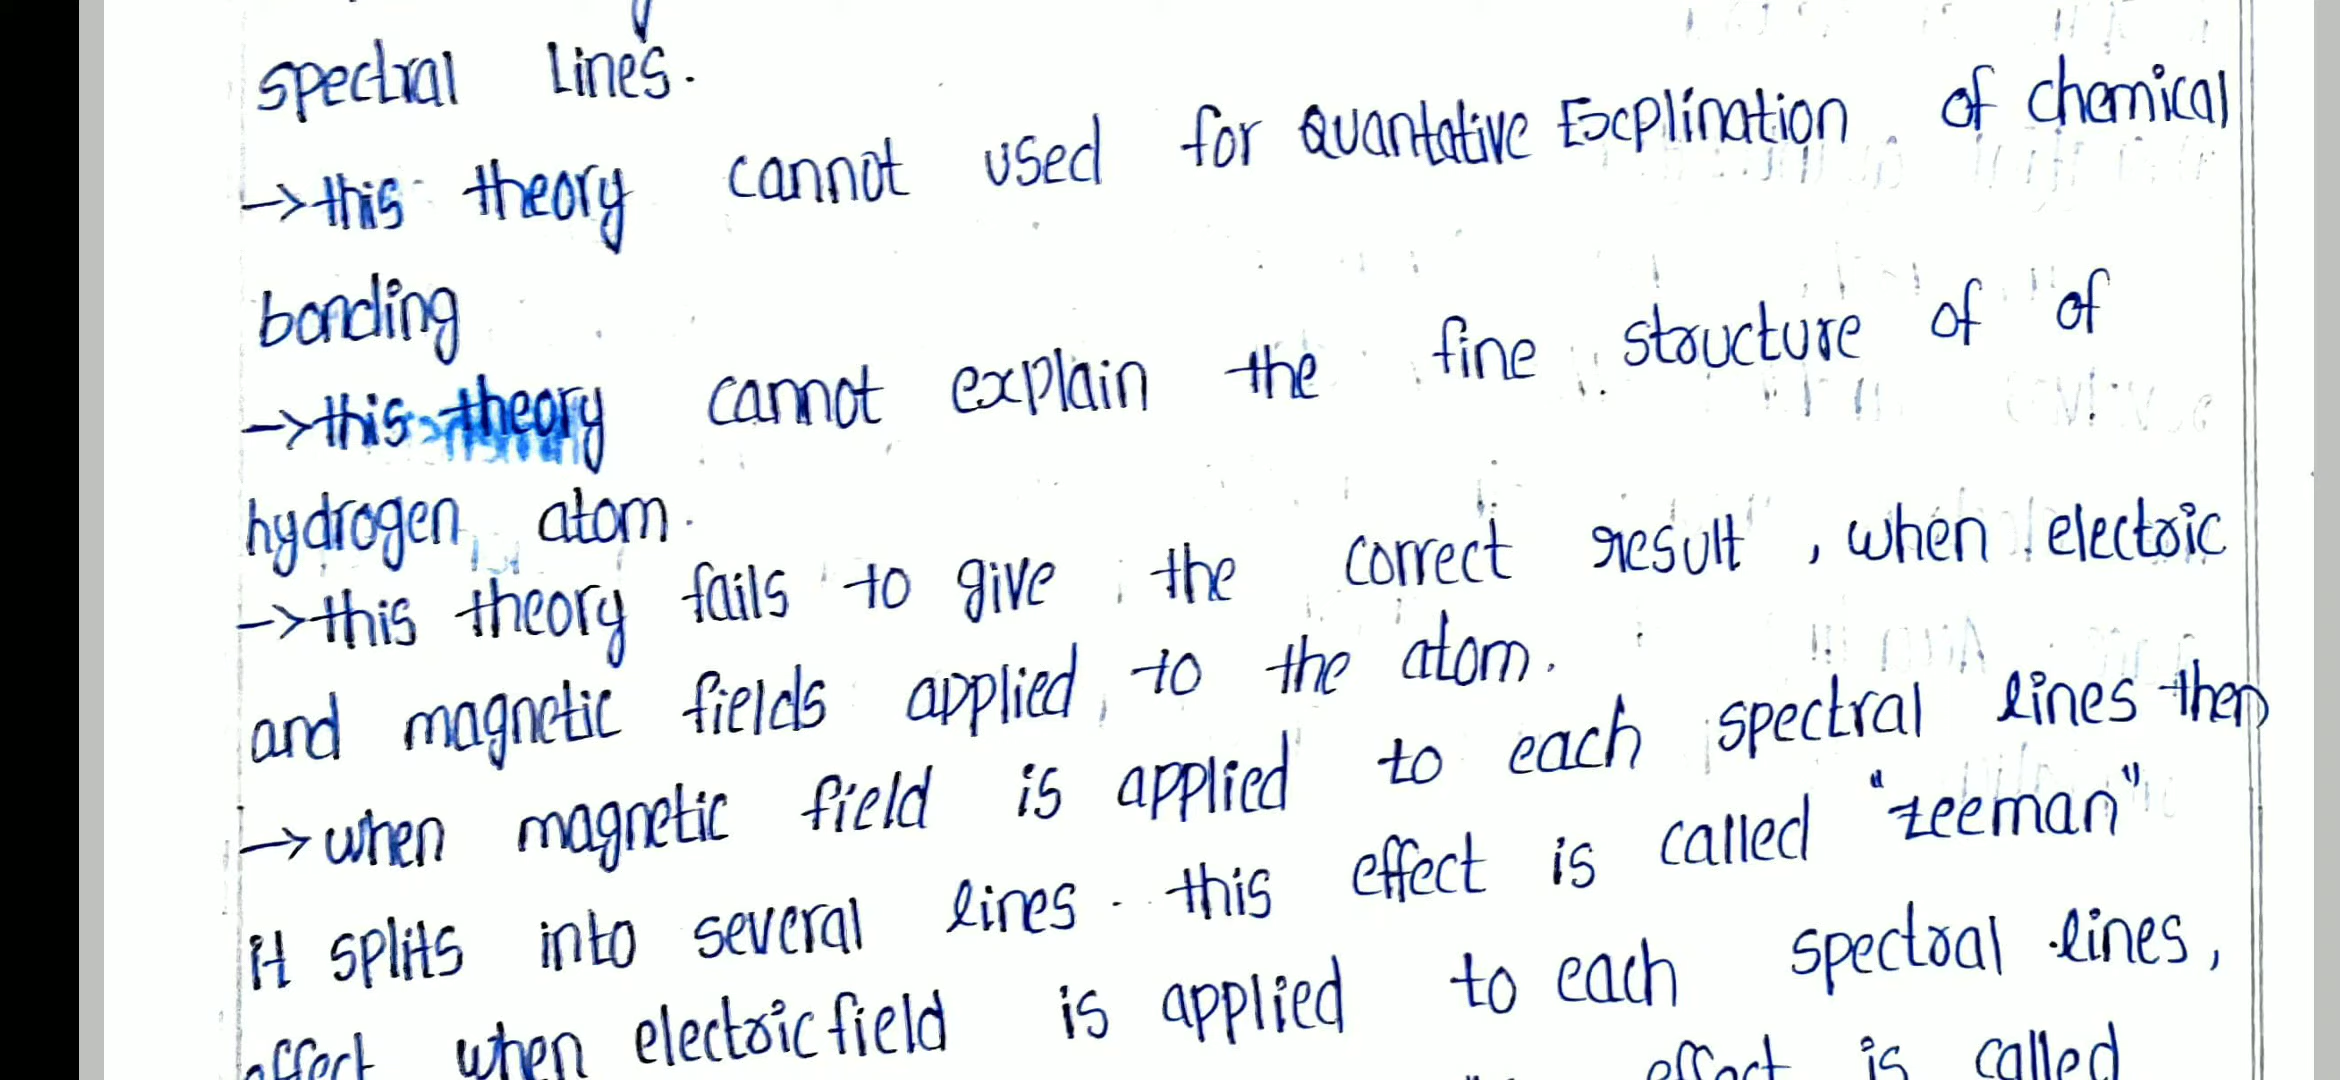 spectral Lines.
→this theory cannot used for Quantative Explination of chemical
bonding
→this theory cannot explain the fine structure of of
hydrogen atom.
→this theory fails to give the correct result, when electric
and magnetic fields applied to the atom.
→when magnetic field is applied to each spectral lines then
it splits into several lines. this effect is called "zeeman"
effect when electric field is applied to each spectral lines,
effect is called